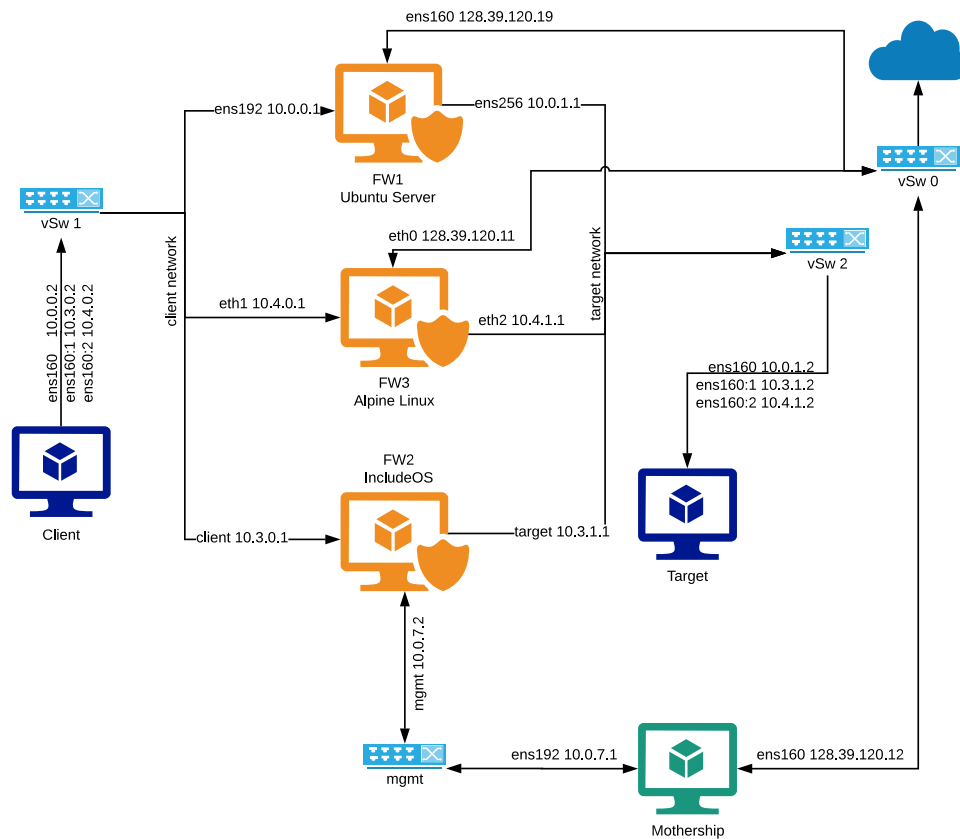 ens160 128.39.120.19
ens192 10.0.0.1
ens256 10.0.1.1
FW1
Ubuntu Server
vSw 0
vSw 1
client network
eth0 128.39.120.11
target network
vSw 2
eth1 10.4.0.1
eth2 10.4.1.1
FW3
Alpine Linux
ens160 10.0.0.2
ens160:1 10.3.0.2
ens160:2 10.4.0.2
ens160 10.0.1.2
ens160:1 10.3.1.2
ens160:2 10.4.1.2
Client
FW2
IncludeOS
client 10.3.0.1
target 10.3.1.1
Target
mgmt 10.0.7.2
mgmt
ens192 10.0.7.1
ens160 128.39.120.12
Mothership